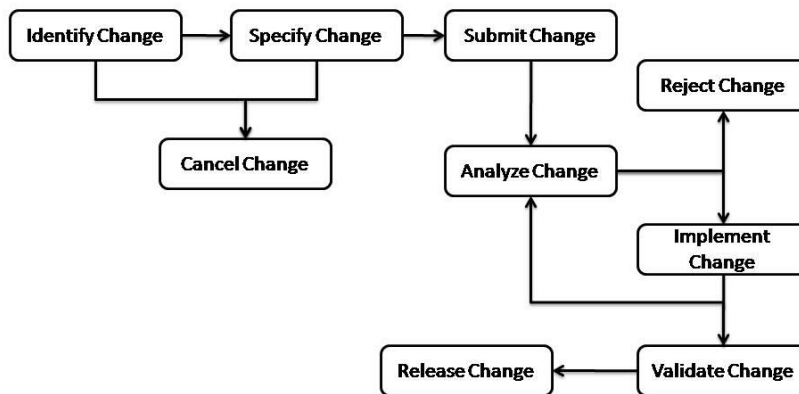 Identify Change
Specify Change
Submit Change
Reject Change
Cancel Change
Analyze Change
Implement
Change
Release Change
Validate Change